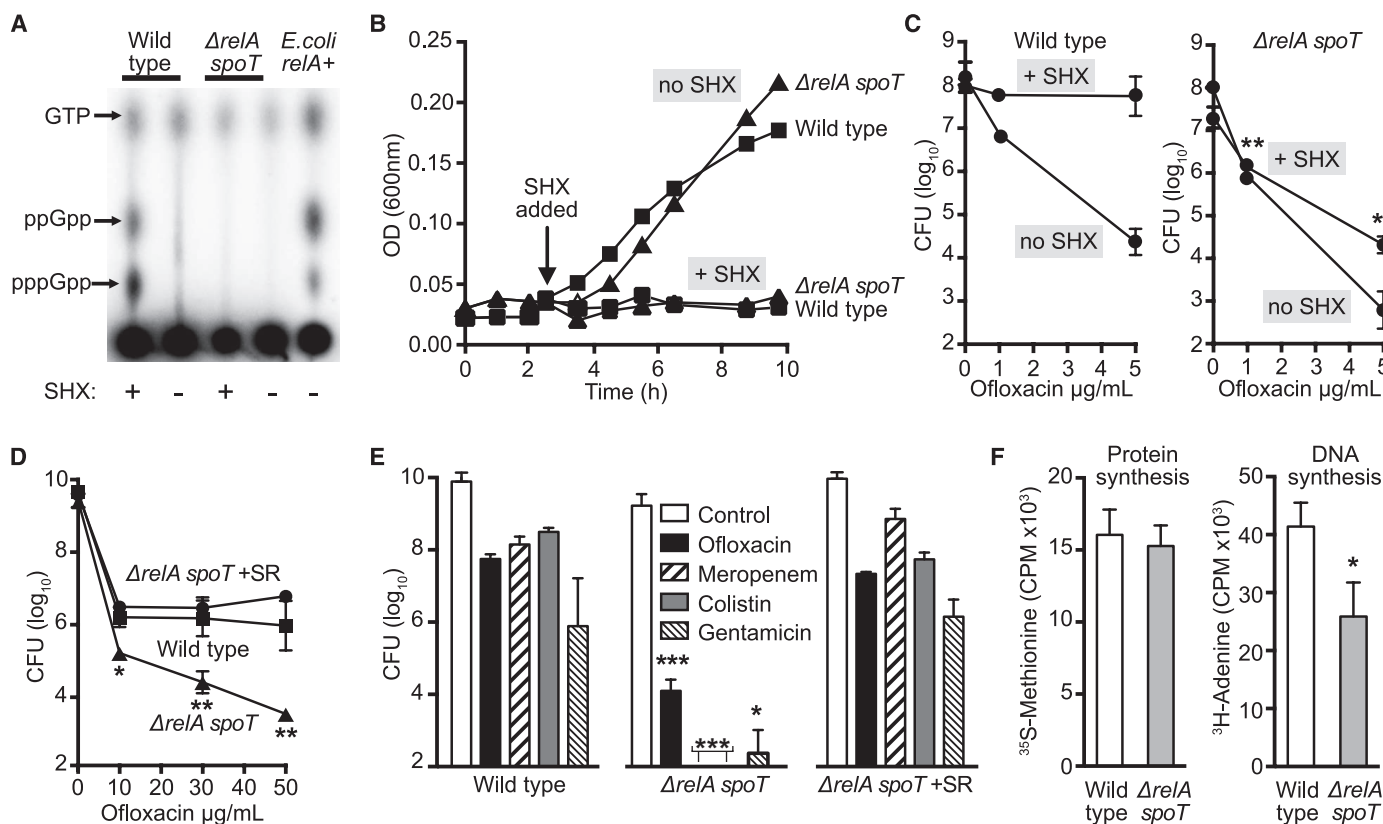 A
Wild type
ΔrelA spoT
E.coli relA+
GTP
ppGpp
pppGpp
SHX: + - + - -
B
OD (600nm)
0.25
0.20
0.15
0.10
0.05
0.00
no SHX
ΔrelA spoT
Wild type
SHX added
+ SHX
ΔrelA spoT
Wild type
0 2 4 6 8 10
Time (h)
C
CFU (log10)
9
8
7
6
5
4
3
2
Wild type
+ SHX
no SHX
0 1 2 3 4 5
Ofloxacin µg/mL
CFU (log10)
9
8
7
6
5
4
3
2
ΔrelA spoT
**
+ SHX
*
no SHX
0 1 2 3 4 5
Ofloxacin µg/mL
D
CFU (log10)
10
8
6
4
2
ΔrelA spoT +SR
Wild type
*
**
ΔrelA spoT
**
0 10 20 30 40 50
Ofloxacin µg/mL
E
CFU (log10)
10
8
6
4
2
Control
Ofloxacin
Meropenem
Colistin
Gentamicin
***
***
*
Wild type
ΔrelA spoT
ΔrelA spoT +SR
F
Protein synthesis
35S-Methionine (CPM x103)
20
15
10
5
0
Wild type
ΔrelA spoT
DNA synthesis
3H-Adenine (CPM x103)
50
40
30
20
10
0
*
Wild type
ΔrelA spoT